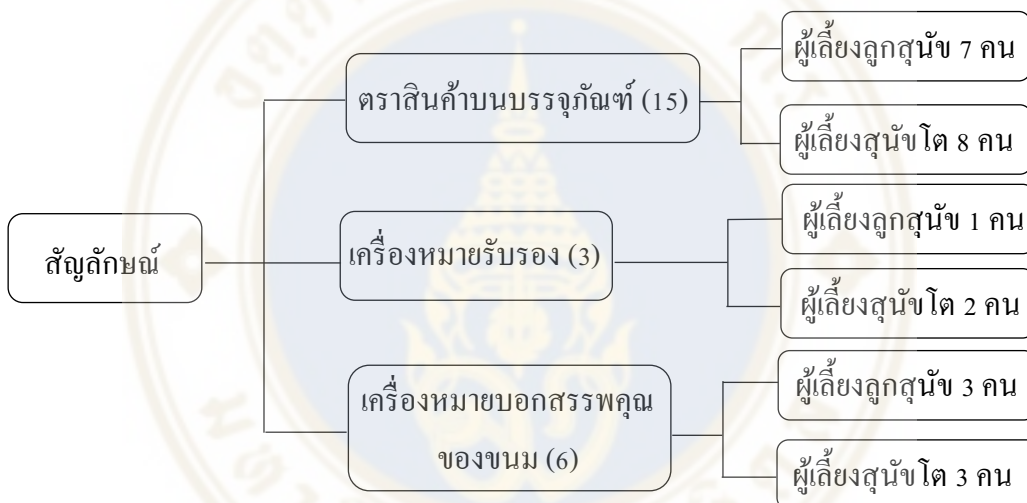 ผู้เลี้ยงลูกสุนัข 7 คน
ตราสินค้าบนบรรจุภัณฑ์ (15)
ผู้เลี้ยงสุนัขโต 8 คน
ผู้เลี้ยงลูกสุนัข 1 คน
สัญลักษณ์
เครื่องหมายรับรอง (3)
ผู้เลี้ยงสุนัขโต 2 คน
ผู้เลี้ยงลูกสุนัข 3 คน
เครื่องหมายบอกสรรพคุณ
ของขนม (6)
ผู้เลี้ยงสุนัขโต 3 คน